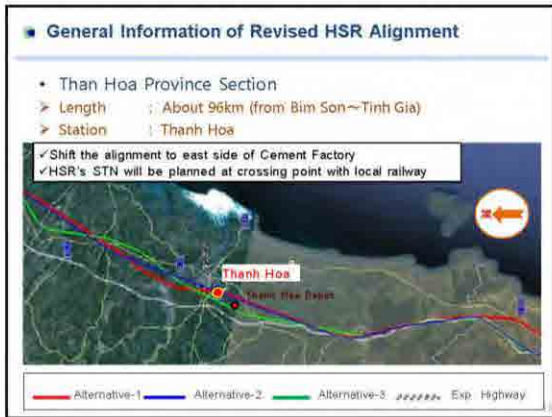 General Information of Revised HSR Alignment
• Than Hoa Province Section
➢ Length : About 96km (from Bim Son～Tinh Gia)
➢ Station : Thanh Hoa
✓Shift the alignment to east side of Cement Factory
✓HSR's STN will be planned at crossing point with local railway
Thanh Hoa
Thanh Hoa Depot
Alternative-1 Alternative-2 Alternative-3 Exp. Highway